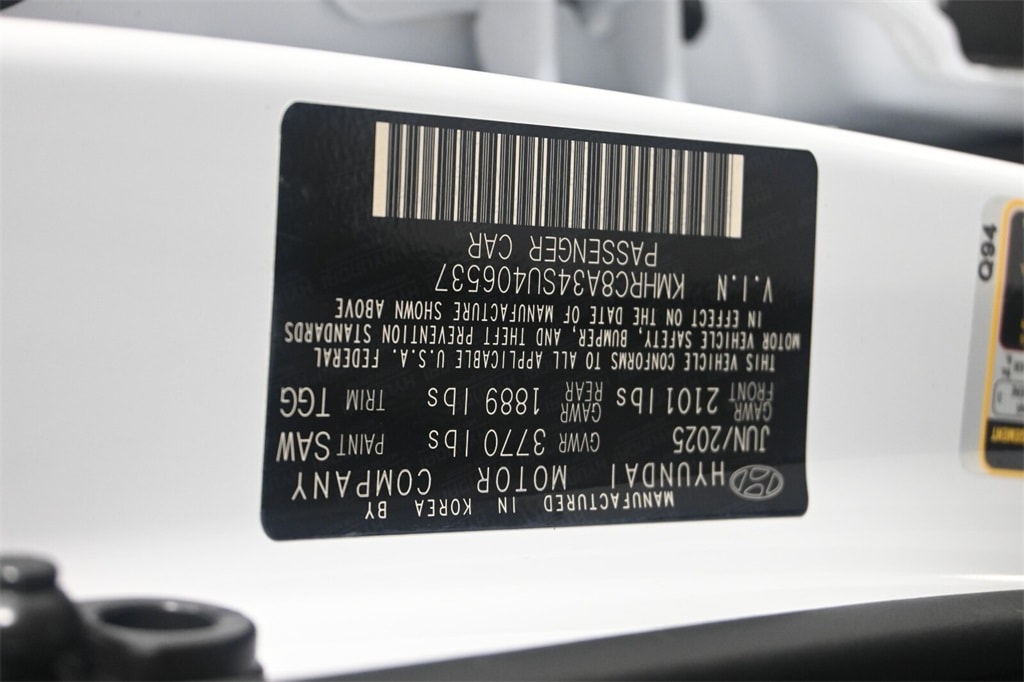 MANUFACTURED IN KOREA BY
HYUNDAI MOTOR COMPANY
JUN/2025 GVWR 3770 lbs PAINT SAW
GAWR FRONT 2101 lbs GAWR REAR 1889 lbs TRIM TGG
THIS VEHICLE CONFORMS TO ALL APPLICABLE U.S.A. FEDERAL
MOTOR VEHICLE SAFETY, BUMPER, AND THEFT PREVENTION STANDARDS
IN EFFECT ON THE DATE OF MANUFACTURE SHOWN ABOVE
V.I.N KMHRC8A34SU406537
PASSENGER CAR
Q94